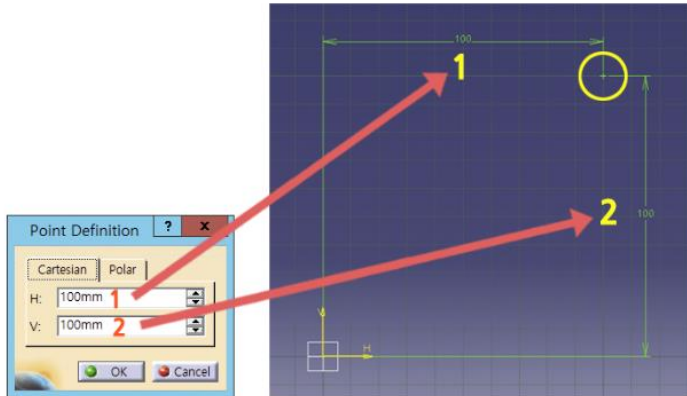 100
1
2
100
V
H
Point Definition ? x
Cartesian Polar
H: 100mm 1
V: 100mm 2
OK Cancel